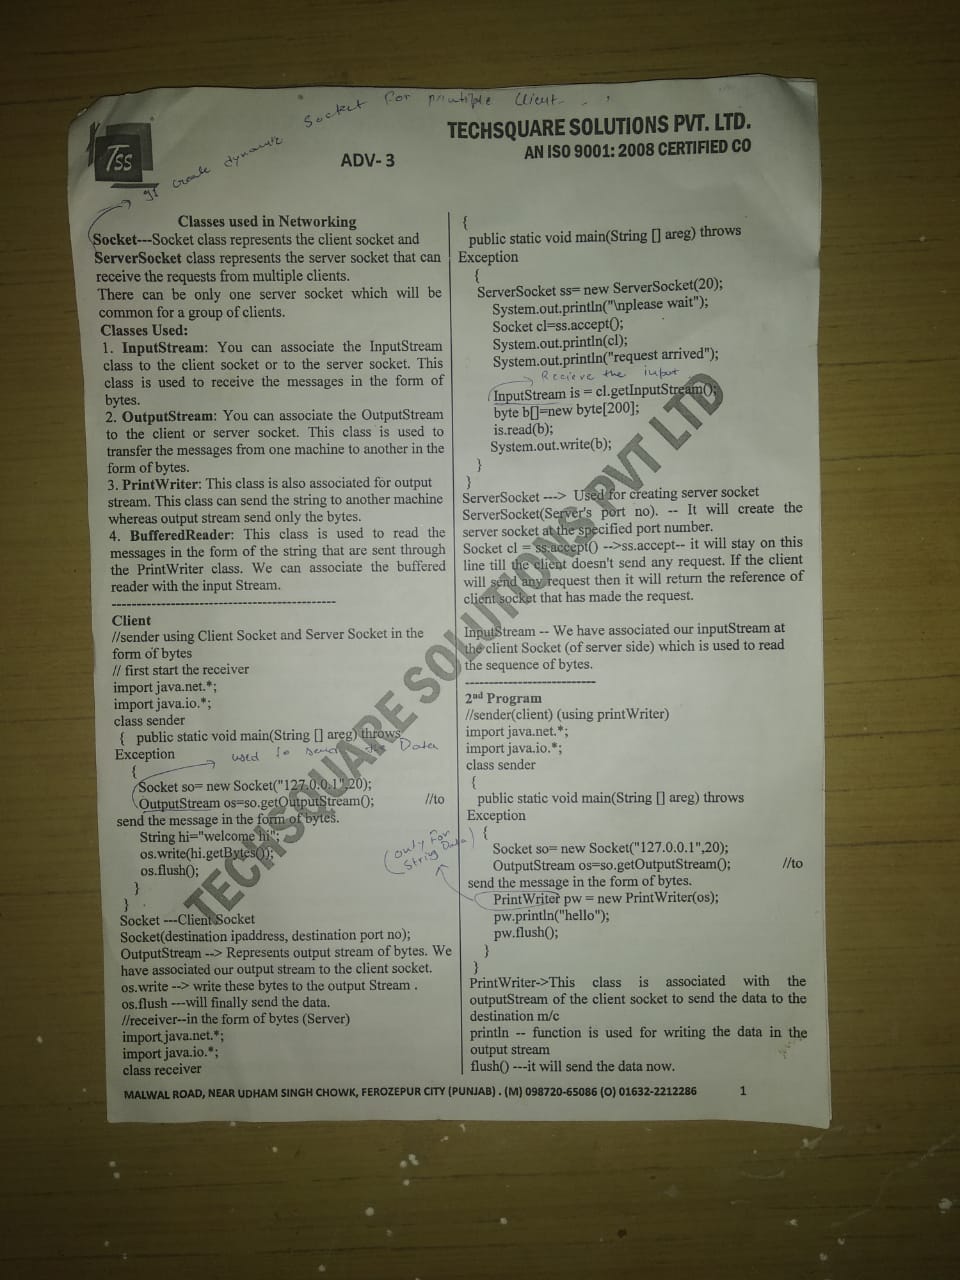 It create dynamic Socket For multiple Client
TSS
TECHSQUARE SOLUTIONS PVT. LTD.
AN ISO 9001: 2008 CERTIFIED CO
ADV- 3
Classes used in Networking
Socket---Socket class represents the client socket and
ServerSocket class represents the server socket that can
receive the requests from multiple clients.
There can be only one server socket which will be
common for a group of clients.
Classes Used:
1. InputStream: You can associate the InputStream
class to the client socket or to the server socket. This
class is used to receive the messages in the form of
bytes.
2. OutputStream: You can associate the OutputStream
to the client or server socket. This class is used to
transfer the messages from one machine to another in the
form of bytes.
3. PrintWriter: This class is also associated for output
stream. This class can send the string to another machine
whereas output stream send only the bytes.
4. BufferedReader: This class is used to read the
messages in the form of the string that are sent through
the PrintWriter class. We can associate the buffered
reader with the input Stream.
---------------------------------------------
Client
//sender using Client Socket and Server Socket in the
form of bytes
// first start the receiver
import java.net.*;
import java.io.*;
class sender
{ public static void main(String [] areg) throws
Exception
used to send the Data
{
Socket so= new Socket("127.0.0.1",20);
OutputStream os=so.getOutputStream(); //to
send the message in the form of bytes.
String hi="welcome hi";
os.write(hi.getBytes());
os.flush();
}
}
Socket ---Client Socket
Socket(destination ipaddress, destination port no);
OutputStream --> Represents output stream of bytes. We
have associated our output stream to the client socket.
os.write --> write these bytes to the output Stream .
os.flush ---will finally send the data.
//receiver--in the form of bytes (Server)
import java.net.*;
import java.io.*;
class receiver
{
public static void main(String [] areg) throws
Exception
{
ServerSocket ss= new ServerSocket(20);
System.out.println("\nplease wait");
Socket cl=ss.accept();
System.out.println(cl);
System.out.println("request arrived");
Recieve the input
InputStream is = cl.getInputStream();
byte b[]=new byte[200];
is.read(b);
System.out.write(b);
}
}
ServerSocket ---> Used for creating server socket
ServerSocket(Server's port no). -- It will create the
server socket at the specified port number.
Socket cl = ss.accept() -->ss.accept-- it will stay on this
line till the client doesn't send any request. If the client
will send any request then it will return the reference of
client socket that has made the request.
InputStream -- We have associated our inputStream at
the client Socket (of server side) which is used to read
the sequence of bytes.
--------------------------
2nd Program
//sender(client) (using printWriter)
import java.net.*;
import java.io.*;
class sender
{
public static void main(String [] areg) throws
Exception
{
(only For
String Data)
Socket so= new Socket("127.0.0.1",20);
OutputStream os=so.getOutputStream(); //to
send the message in the form of bytes.
PrintWriter pw = new PrintWriter(os);
pw.println("hello");
pw.flush();
}
}
PrintWriter->This class is associated with the
outputStream of the client socket to send the data to the
destination m/c
println -- function is used for writing the data in the
output stream
flush() ---it will send the data now.
TECHSQUARE SOLUTIONS PVT LTD
MALWAL ROAD, NEAR UDHAM SINGH CHOWK, FEROZEPUR CITY (PUNJAB) . (M) 098720-65086 (O) 01632-2212286 1